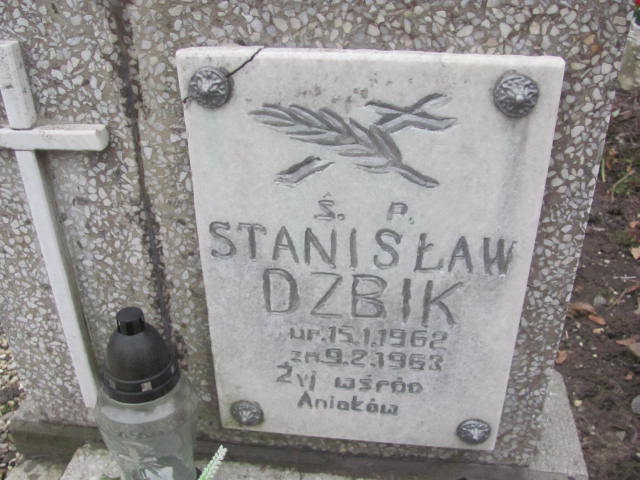 Ś. P.
STANISŁAW
DZBIK
ur.15.1.1962
zm.9.2.1963
Żyj wśród
Aniołów